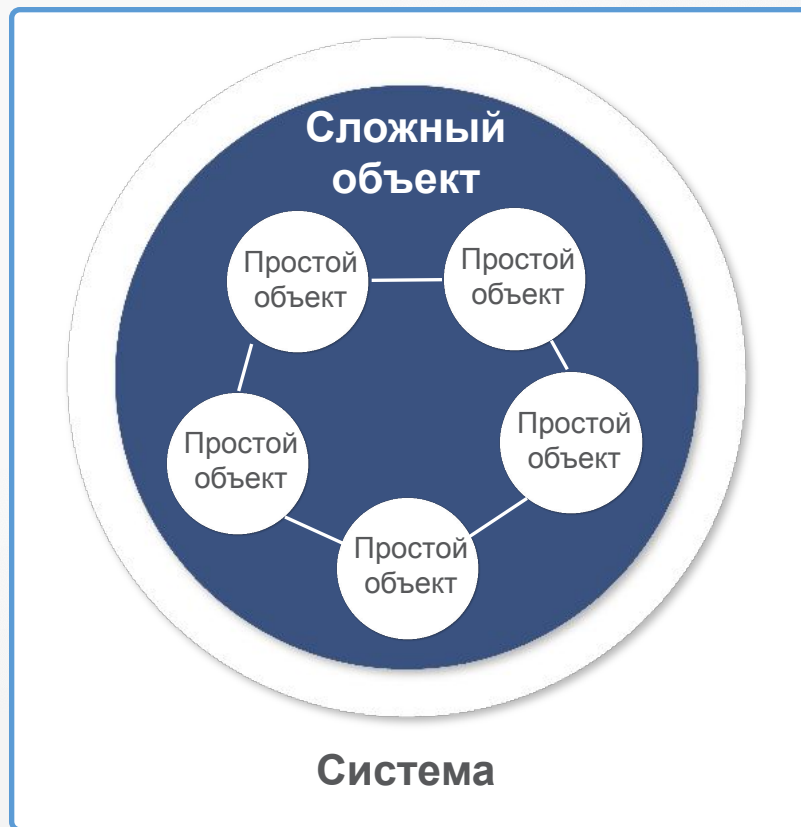 Сложный
объект
Простой
объект
Простой
объект
Простой
объект
Простой
объект
Простой
объект
Система